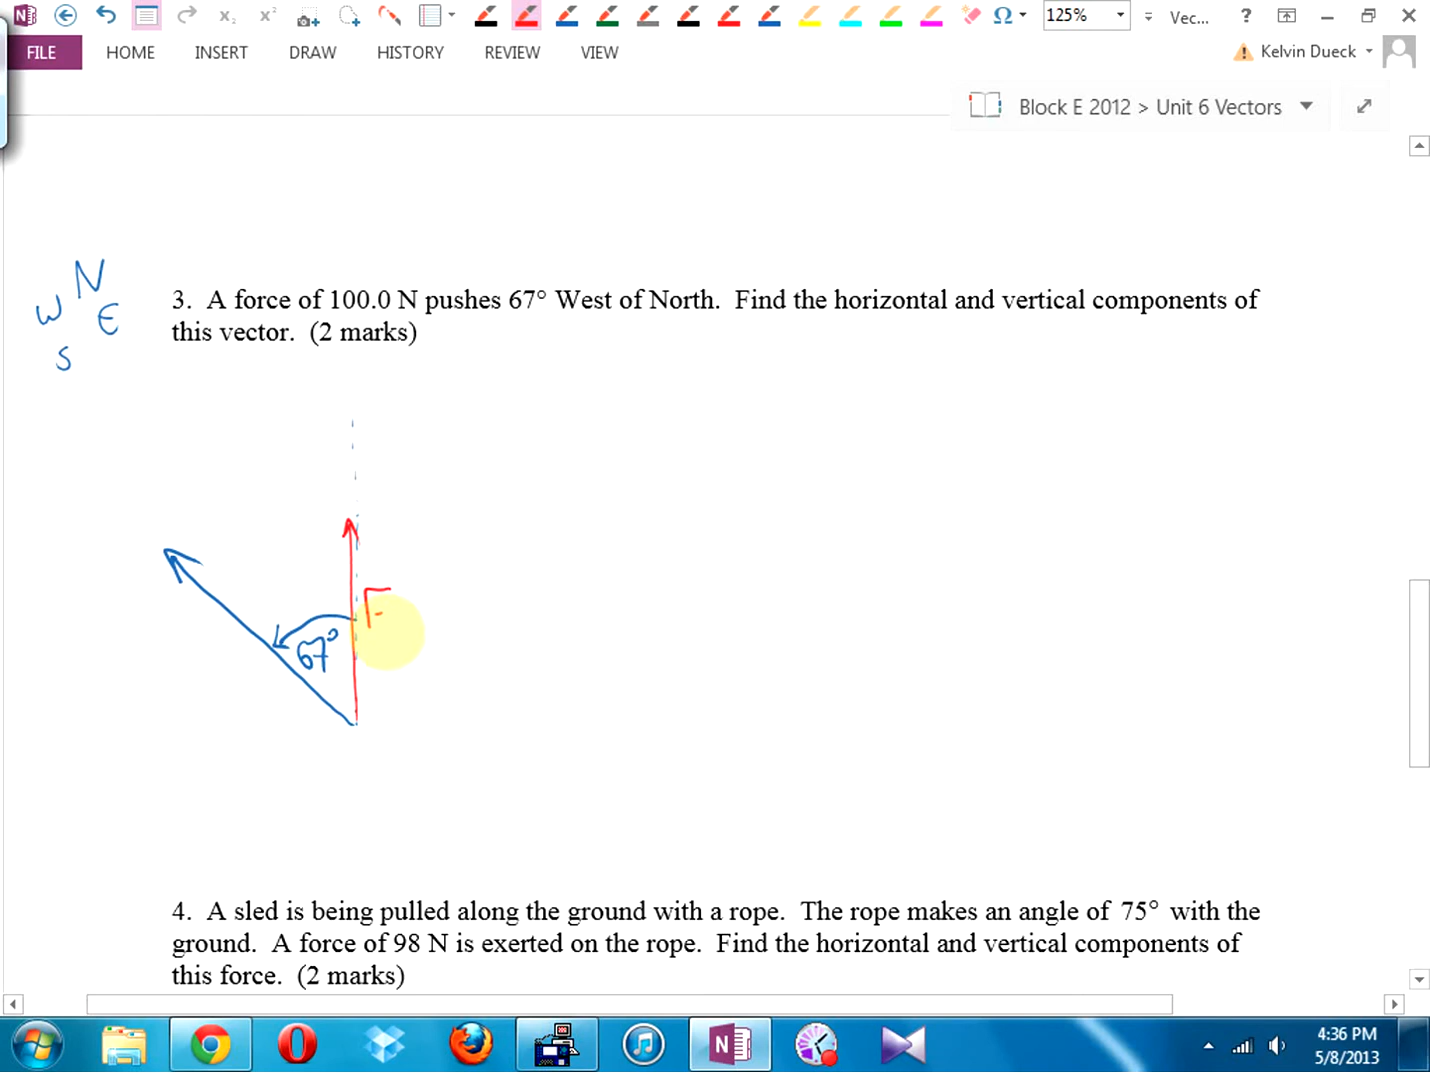 125%
Vec...
?
FILE HOME INSERT DRAW HISTORY REVIEW VIEW
Kelvin Dueck
Block E 2012 > Unit 6 Vectors
N
W E
S
3. A force of 100.0 N pushes 67° West of North. Find the horizontal and vertical components of
this vector. (2 marks)
F
67°
4. A sled is being pulled along the ground with a rope. The rope makes an angle of 75° with the
ground. A force of 98 N is exerted on the rope. Find the horizontal and vertical components of
this force. (2 marks)
4:36 PM
5/8/2013